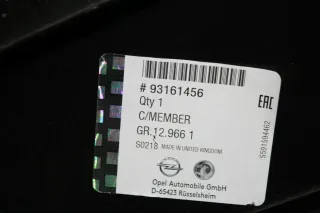 # 93161456
Qty 1
C/MEMBER
GR.12.966 1
S0218 MADE IN UNITED KINGDOM
Opel Automobile GmbH
D-65423 Rüsselsheim
EAC
S591594462